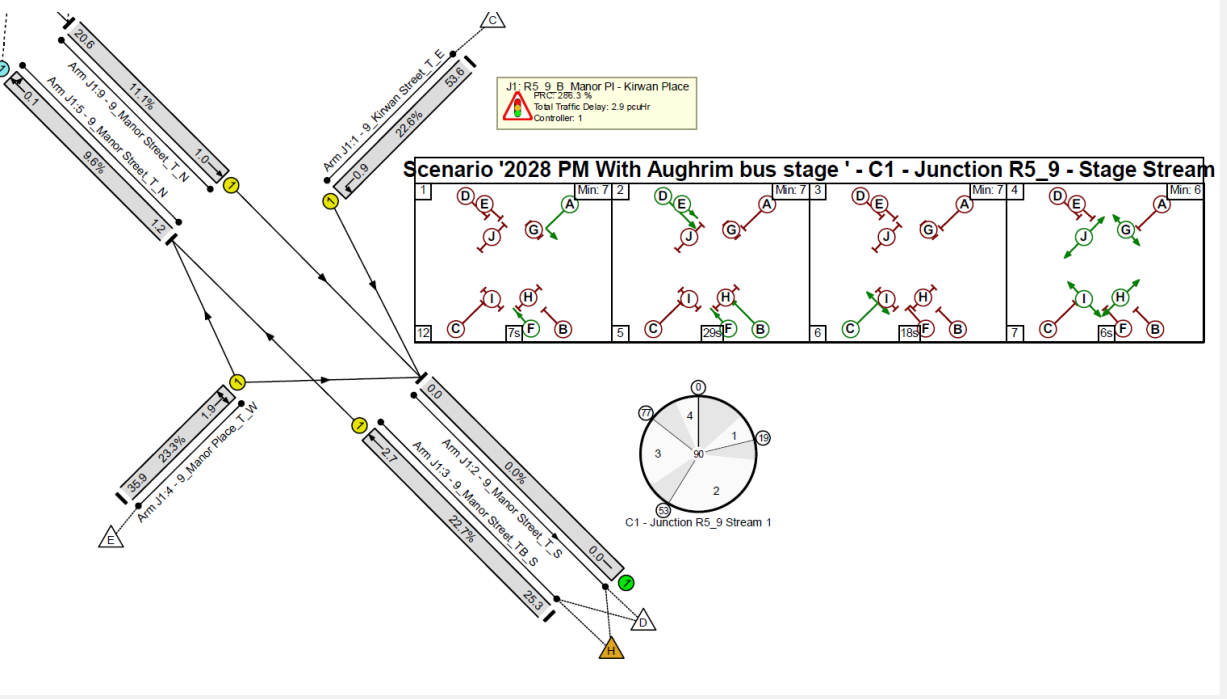 C
20.6
11.1%
1.0
Arm J1:9 - 9_Manor Street_T_N
1
0.1
9.6%
1.2
Arm J1:5 - 9_Manor Street_T_N
1
53.6
22.6%
0.9
Arm J1:1 - 9_Kirwan Street_T_E
1
J1: R5_9_B_Manor Pl - Kirwan Place
PRC: 286.3 %
Total Traffic Delay: 2.9 pcuHr
Controller: 1
Scenario '2028 PM With Aughrim bus stage ' - C1 - Junction R5_9 - Stage Stream
1 Min: 7 2 Min: 7 3 Min: 7 4 Min: 6
D E A D E A D E A D E A
J G J G J G J G
I H I H I H I H
C F B C F B C F B C F B
12 7s 5 29s 6 18s 7 6s
0
77
4
1
19
3
90
2
53
C1 - Junction R5_9 Stream 1
1
1.9
23.3%
35.9
Arm J1:4 - 9_Manor Place_T_W
E
1
2.7
22.7%
25.3
Arm J1:3 - 9_Manor Street_TB_S
0.0
0.0%
0.0
Arm J1:2 - 9_Manor Street_T_S
1
D
H